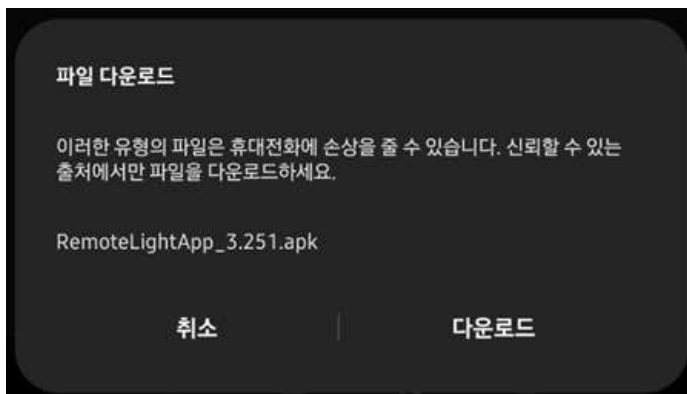 파일 다운로드
이러한 유형의 파일은 휴대전화에 손상을 줄 수 있습니다. 신뢰할 수 있는
출처에서만 파일을 다운로드하세요.
RemoteLightApp_3.251.apk
취소
다운로드